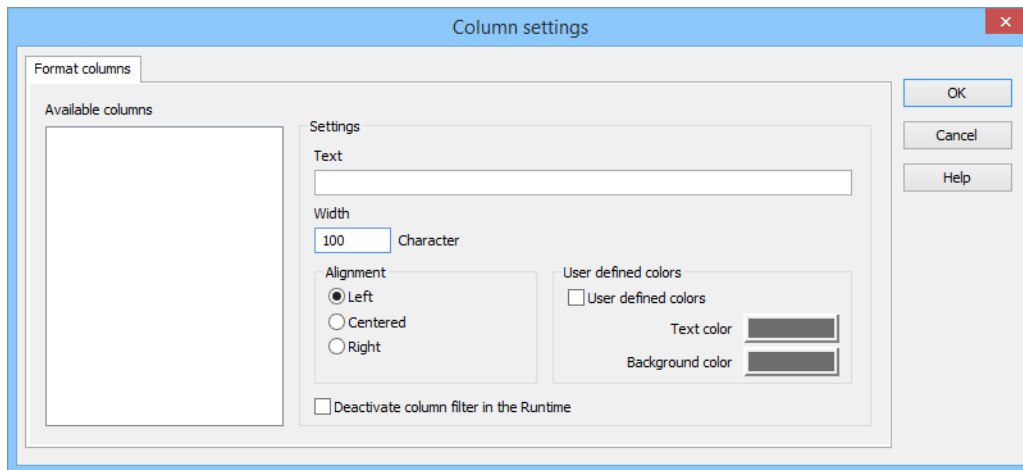 Column settings
Format columns
Available columns
Settings
Text
Width
100 Character
Alignment
Left
Centered
Right
User defined colors
User defined colors
Text color
Background color
Deactivate column filter in the Runtime
OK
Cancel
Help